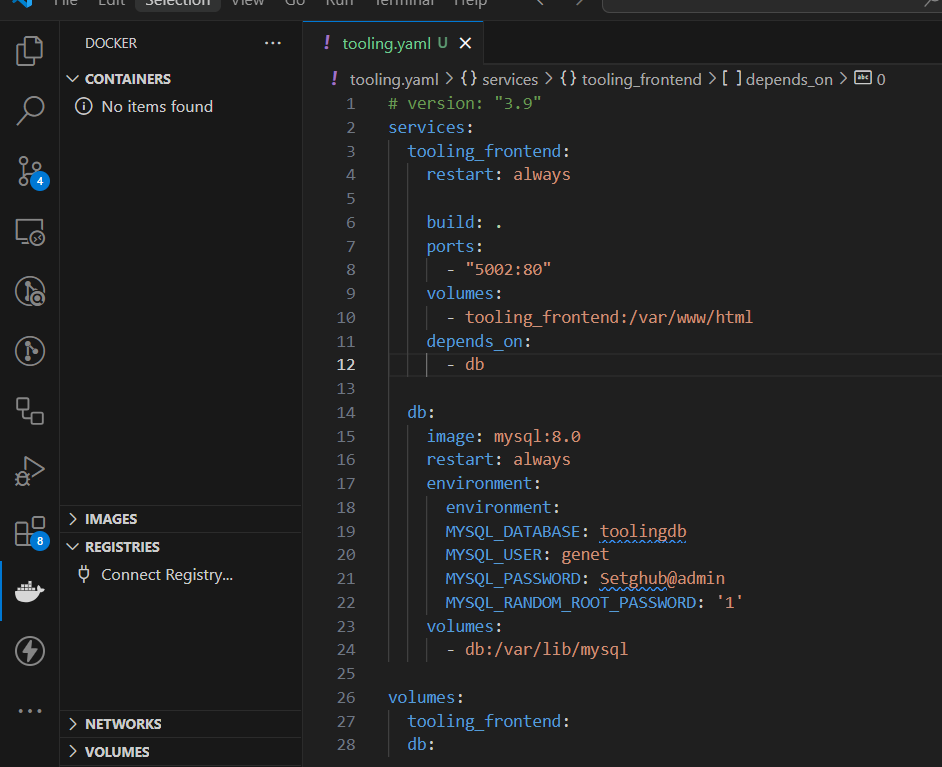 File Edit Selection View Go Run Terminal Help
DOCKER ...
CONTAINERS
No items found
4
8
IMAGES
REGISTRIES
Connect Registry...
NETWORKS
VOLUMES
! tooling.yaml U ×
! tooling.yaml > {} services > {} tooling_frontend > [ ] depends_on > abc 0
1 # version: "3.9"
2 services:
3 tooling_frontend:
4 restart: always
5
6 build: .
7 ports:
8 - "5002:80"
9 volumes:
10 - tooling_frontend:/var/www/html
11 depends_on:
12 - db
13
14 db:
15 image: mysql:8.0
16 restart: always
17 environment:
18 environment:
19 MYSQL_DATABASE: toolingdb
20 MYSQL_USER: genet
21 MYSQL_PASSWORD: Setghub@admin
22 MYSQL_RANDOM_ROOT_PASSWORD: '1'
23 volumes:
24 - db:/var/lib/mysql
25
26 volumes:
27 tooling_frontend:
28 db: